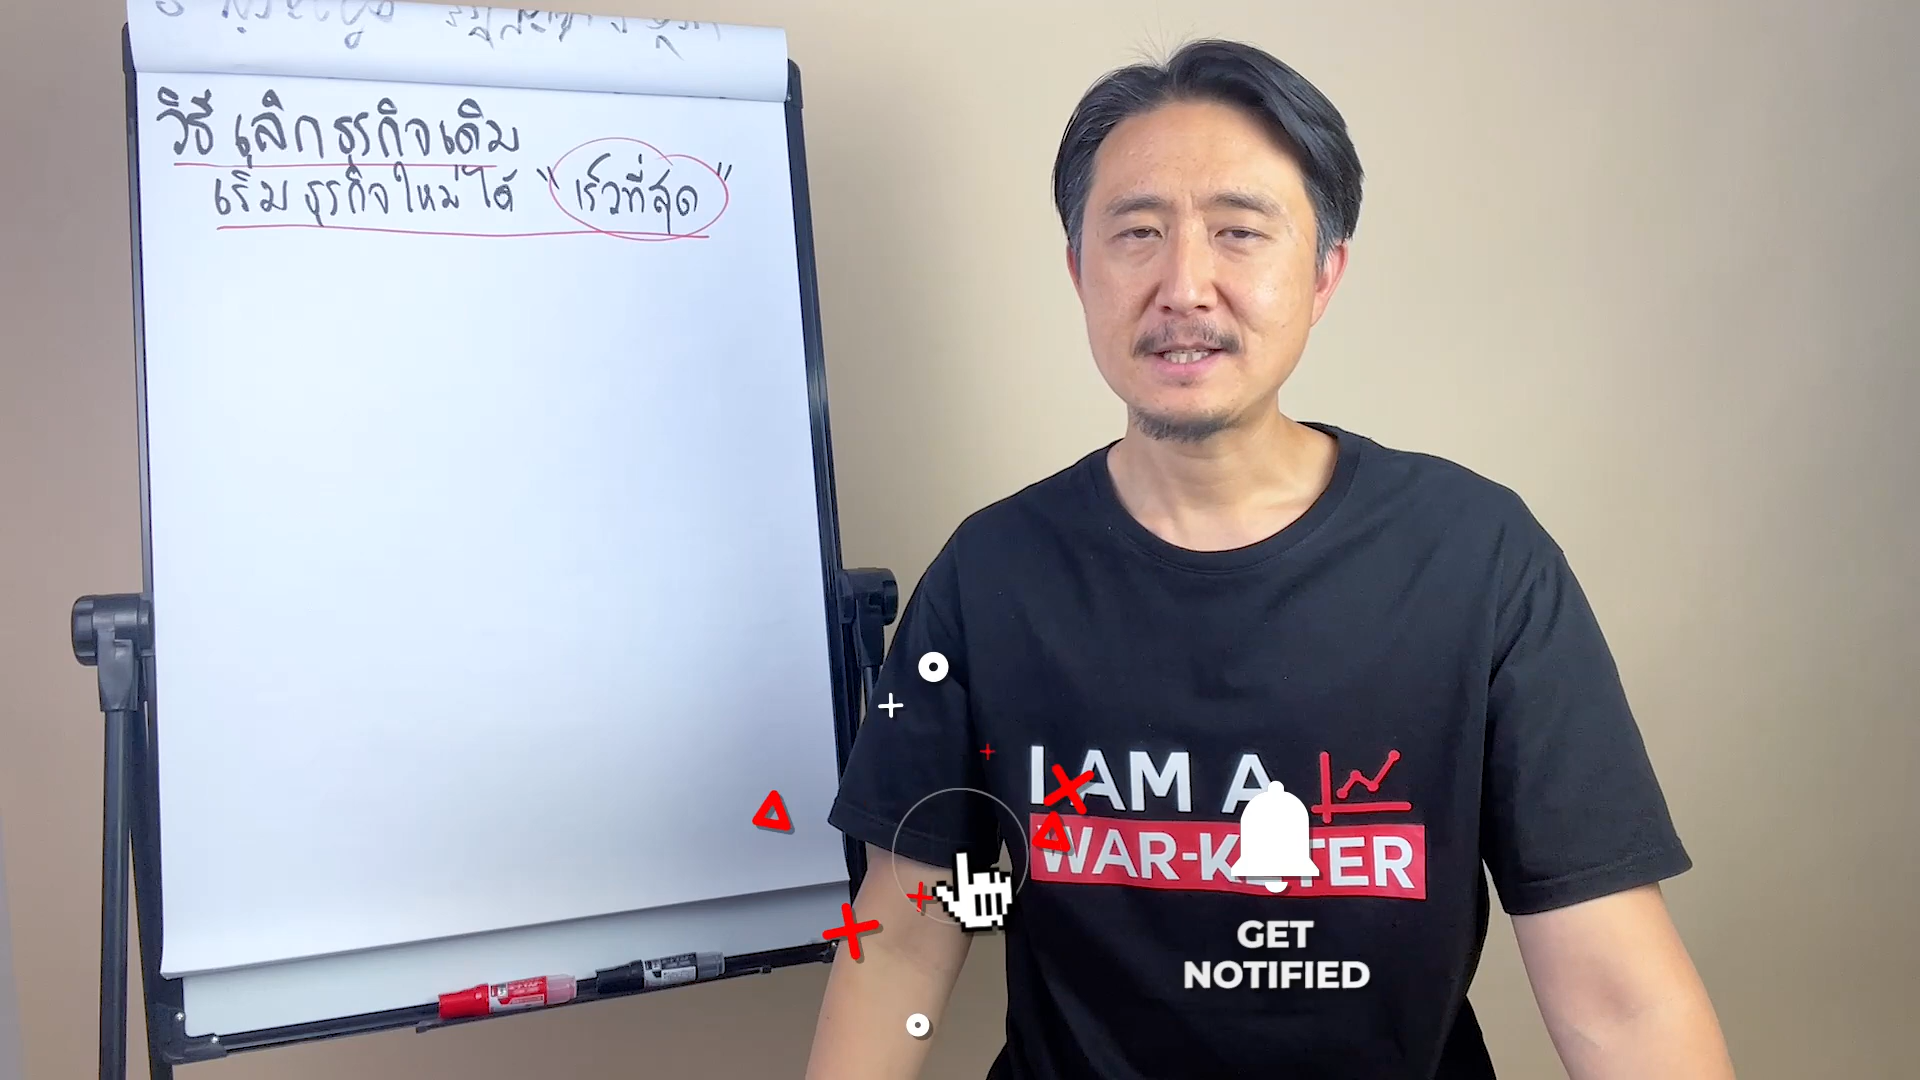 วิธี เลิกธุรกิจเดิม
เริ่มธุรกิจใหม่ได้ "เร็วที่สุด"
I AM A
WAR-KETER
GET
NOTIFIED